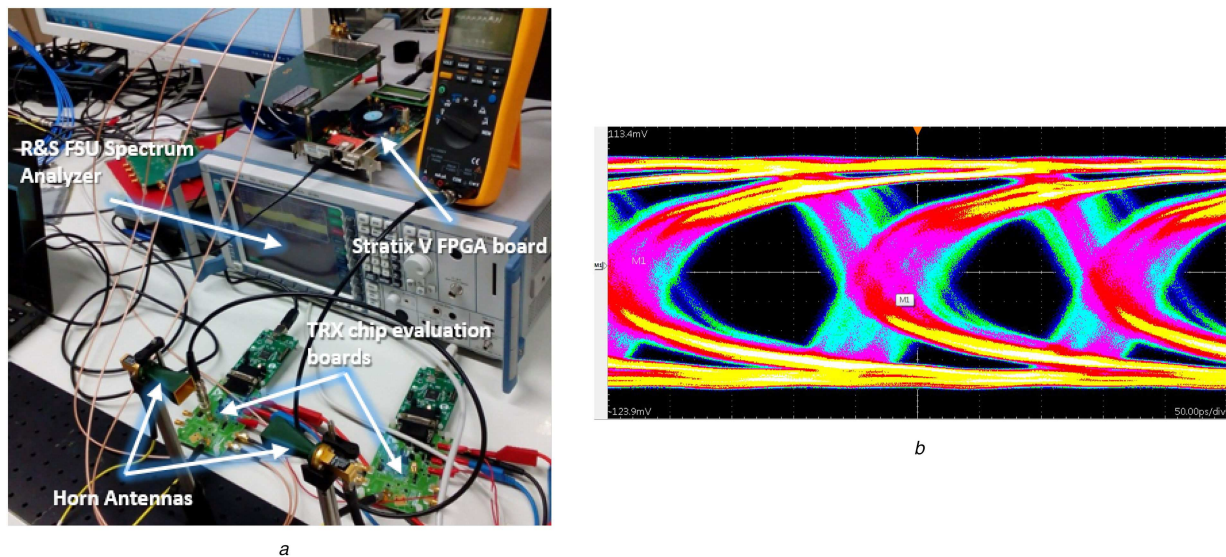 R&S FSU Spectrum
Analyzer
Stratix V FPGA board
TRX chip evaluation
boards
Horn Antennas
a
113.4mV
M1
M1
M1
-123.9mV
50.00ps/div
b